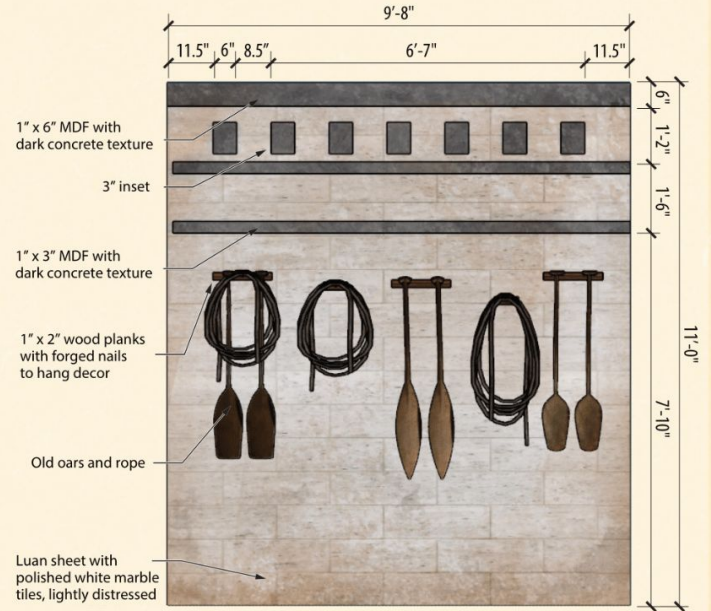 9'-8"
11.5" 6" 8.5" 6'-7" 11.5"
6"
1'-2"
1'-6"
7'-10"
11'-0"
1" x 6" MDF with
dark concrete texture
3" inset
1" x 3" MDF with
dark concrete texture
1" x 2" wood planks
with forged nails
to hang decor
Old oars and rope
Luan sheet with
polished white marble
tiles, lightly distressed